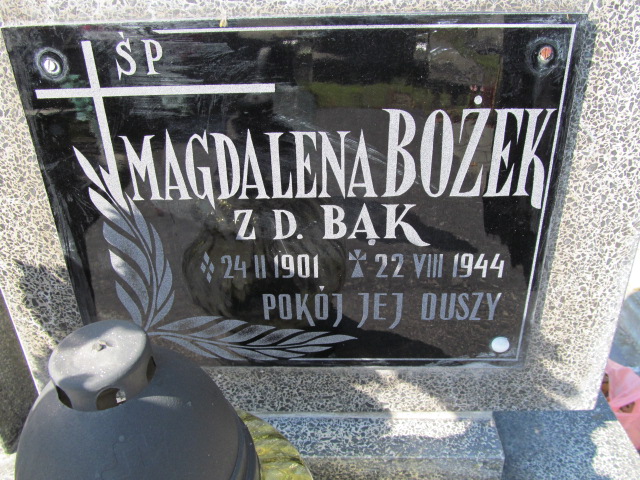 ŚP
MAGDALENA BOŻEK
Z D. BĄK
24 II 1901 22 VIII 1944
POKÓJ JEJ DUSZY